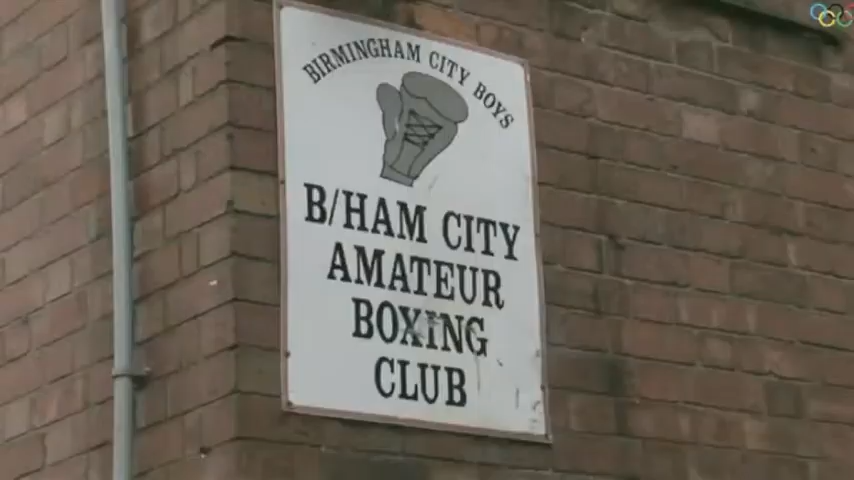 BIRMINGHAM CITY BOYS
B/HAM CITY
AMATEUR
BOXING
CLUB